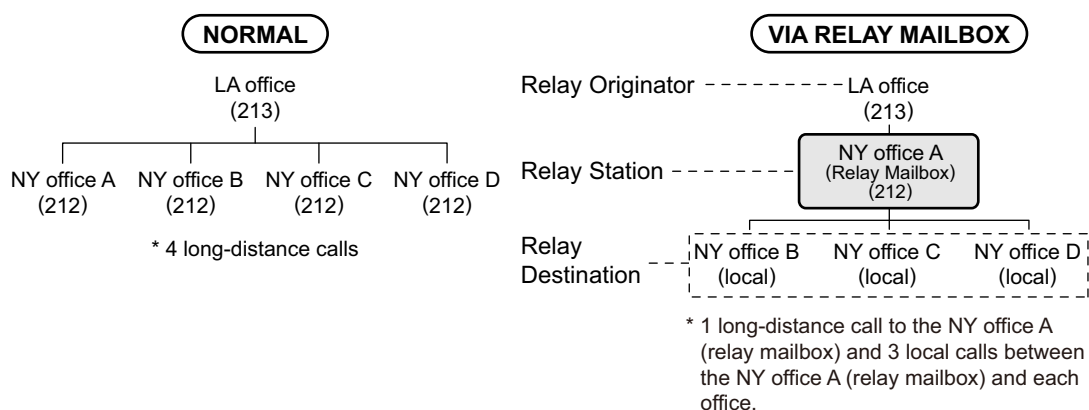 NORMAL
LA office
(213)
NY office A
(212)
NY office B
(212)
NY office C
(212)
NY office D
(212)
* 4 long-distance calls
VIA RELAY MAILBOX
Relay Originator
LA office
(213)
Relay Station
NY office A
(Relay Mailbox)
(212)
Relay
Destination
NY office B
(local)
NY office C
(local)
NY office D
(local)
* 1 long-distance call to the NY office A
(relay mailbox) and 3 local calls between
the NY office A (relay mailbox) and each
office.